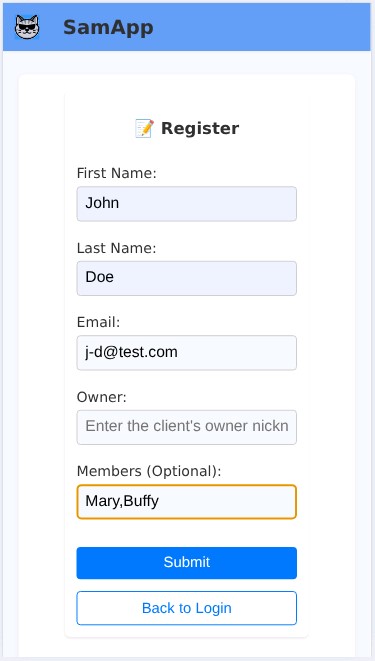 SamApp
Register
First Name:
John
Last Name:
Doe
Email:
j-d@test.com
Owner:
Enter the client's owner nickn
Members (Optional):
Mary,Buffy
Submit
Back to Login